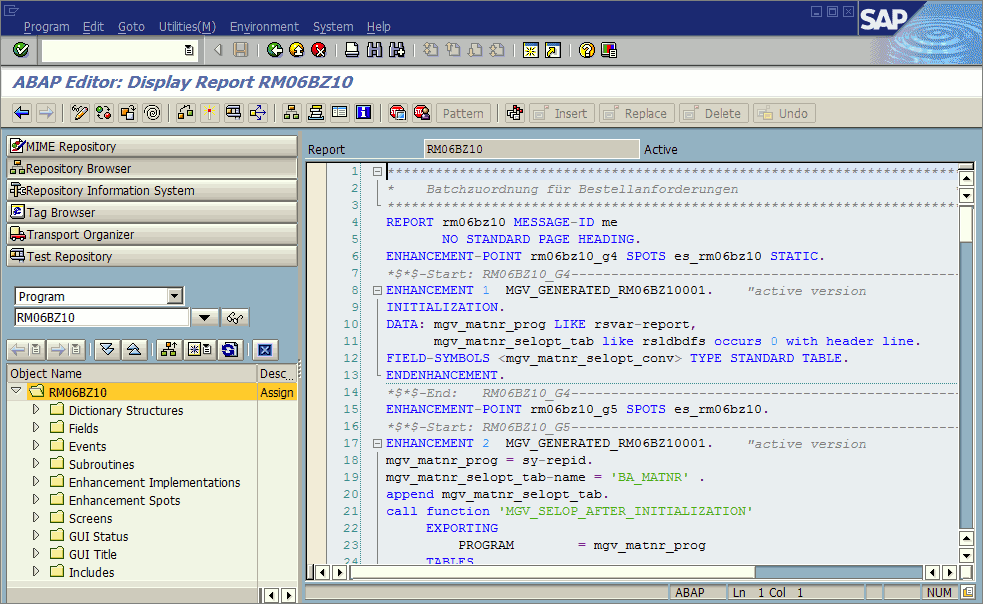 Program Edit Goto Utilities(M) Environment System Help
SAP
ABAP Editor: Display Report RM06BZ10
Pattern Insert Replace Delete Undo
MIME Repository
Repository Browser
Repository Information System
Tag Browser
Transport Organizer
Test Repository
Program
RM06BZ10
Object Name Desc...
RM06BZ10 Assign
Dictionary Structures
Fields
Events
Subroutines
Enhancement Implementations
Enhancement Spots
Screens
GUI Status
GUI Title
Includes
Report RM06BZ10 Active
1 ************************************************************************
2 * Batchzuordnung für Bestellanforderungen
3 ************************************************************************
4 REPORT rm06bz10 MESSAGE-ID me
5 NO STANDARD PAGE HEADING.
6 ENHANCEMENT-POINT rm06bz10_g4 SPOTS es_rm06bz10 STATIC.
7 *$*$-Start: RM06BZ10_G4------------------------------------------------
8 ENHANCEMENT 1 MGV_GENERATED_RM06BZ10001. "active version
9 INITIALIZATION.
10 DATA: mgv_matnr_prog LIKE rsvar-report,
11 mgv_matnr_selopt_tab like rsldbdfs occurs 0 with header line.
12 FIELD-SYMBOLS <mgv_matnr_selopt_conv> TYPE STANDARD TABLE.
13 ENDENHANCEMENT.
14 *$*$-End: RM06BZ10_G4------------------------------------------------
15 ENHANCEMENT-POINT rm06bz10_g5 SPOTS es_rm06bz10.
16 *$*$-Start: RM06BZ10_G5------------------------------------------------
17 ENHANCEMENT 2 MGV_GENERATED_RM06BZ10001. "active version
18 mgv_matnr_prog = sy-repid.
19 mgv_matnr_selopt_tab-name = 'BA_MATNR' .
20 append mgv_matnr_selopt_tab.
21 call function 'MGV_SELOP_AFTER_INITIALIZATION'
22 EXPORTING
23 PROGRAM = mgv_matnr_prog
24 TABLES
ABAP Ln 1 Col 1 NUM